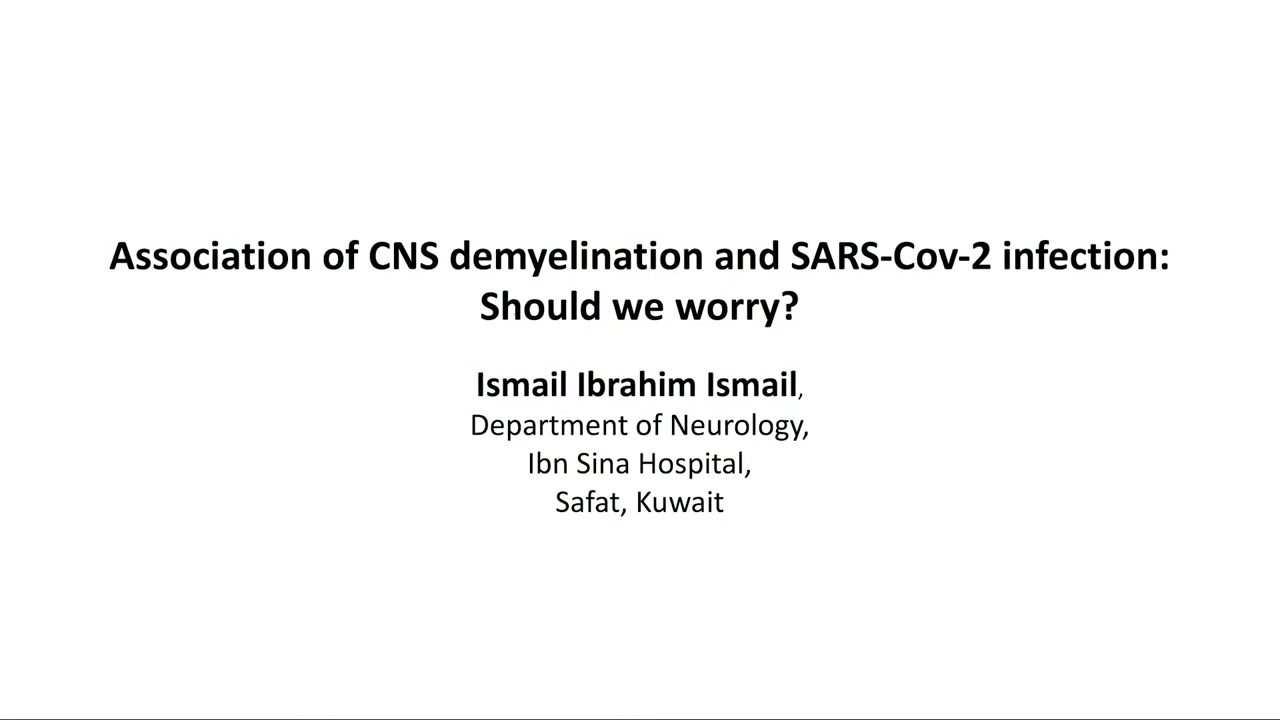 Association of CNS demyelination and SARS-Cov-2 infection:
Should we worry?
Ismail Ibrahim Ismail,
Department of Neurology,
Ibn Sina Hospital,
Safat, Kuwait